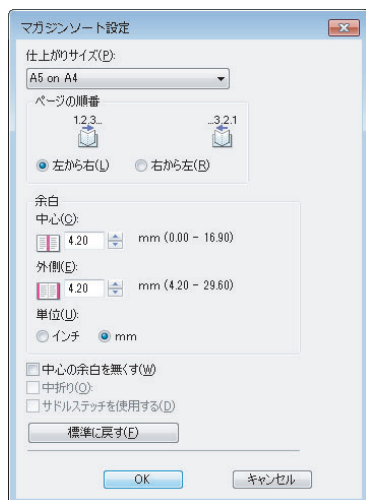 マガジンソート設定
仕上がりサイズ(P):
A5 on A4
ページの順番
1.2.3... ...3.2.1
左から右(L) 右から左(R)
余白
中心(C):
4.20 mm (0.00 - 16.90)
外側(E):
4.20 mm (4.20 - 29.60)
単位(U):
インチ mm
中心の余白を無くす(W)
中折り(O):
サドルステッチを使用する(D)
標準に戻す(F)
OK キャンセル